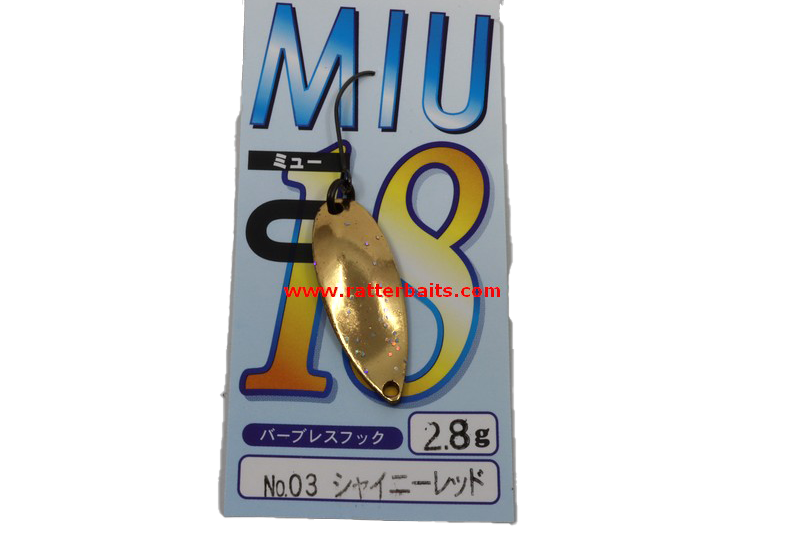 MIU
ミュー
18
www.ratterbaits.com
バーブレスフック
2.8g
No.03 シャイニーレッド